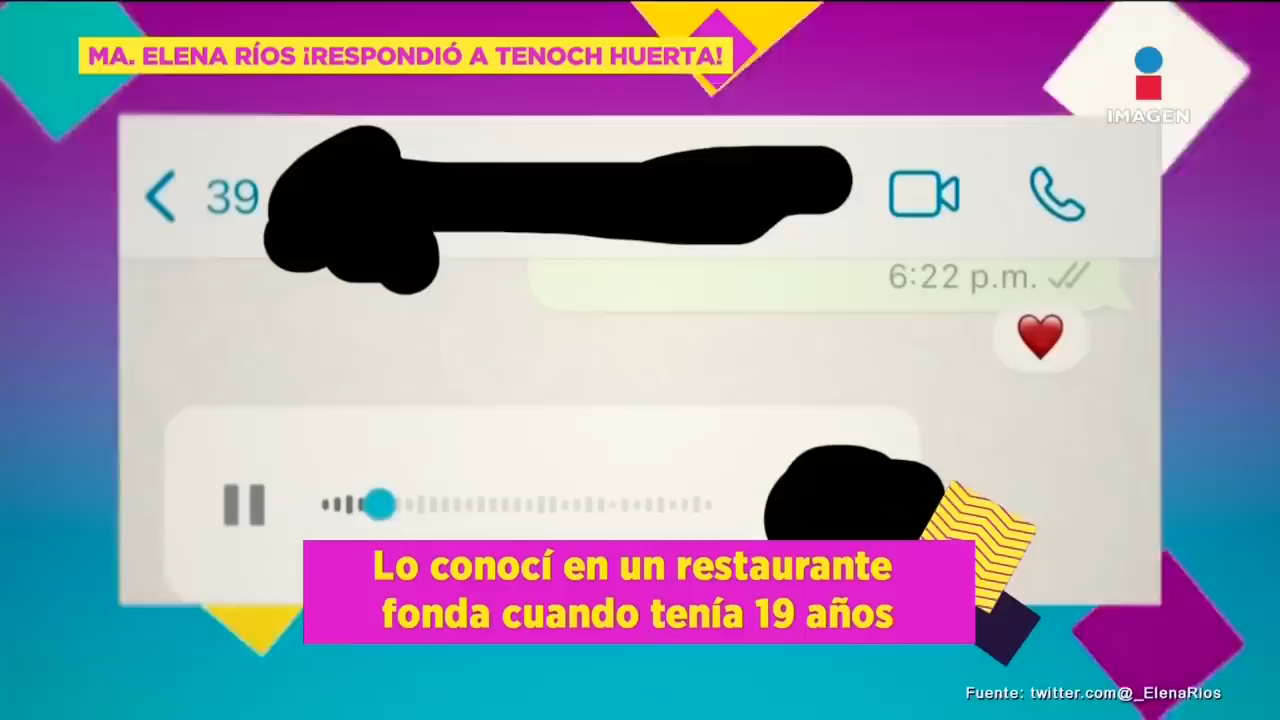 MA. ELENA RÍOS ¡RESPONDIÓ A TENOCH HUERTA!
IMAGEN
39
6:22 p.m.
Lo conocí en un restaurante
fonda cuando tenía 19 años
Fuente: twitter.com@_ElenaRios